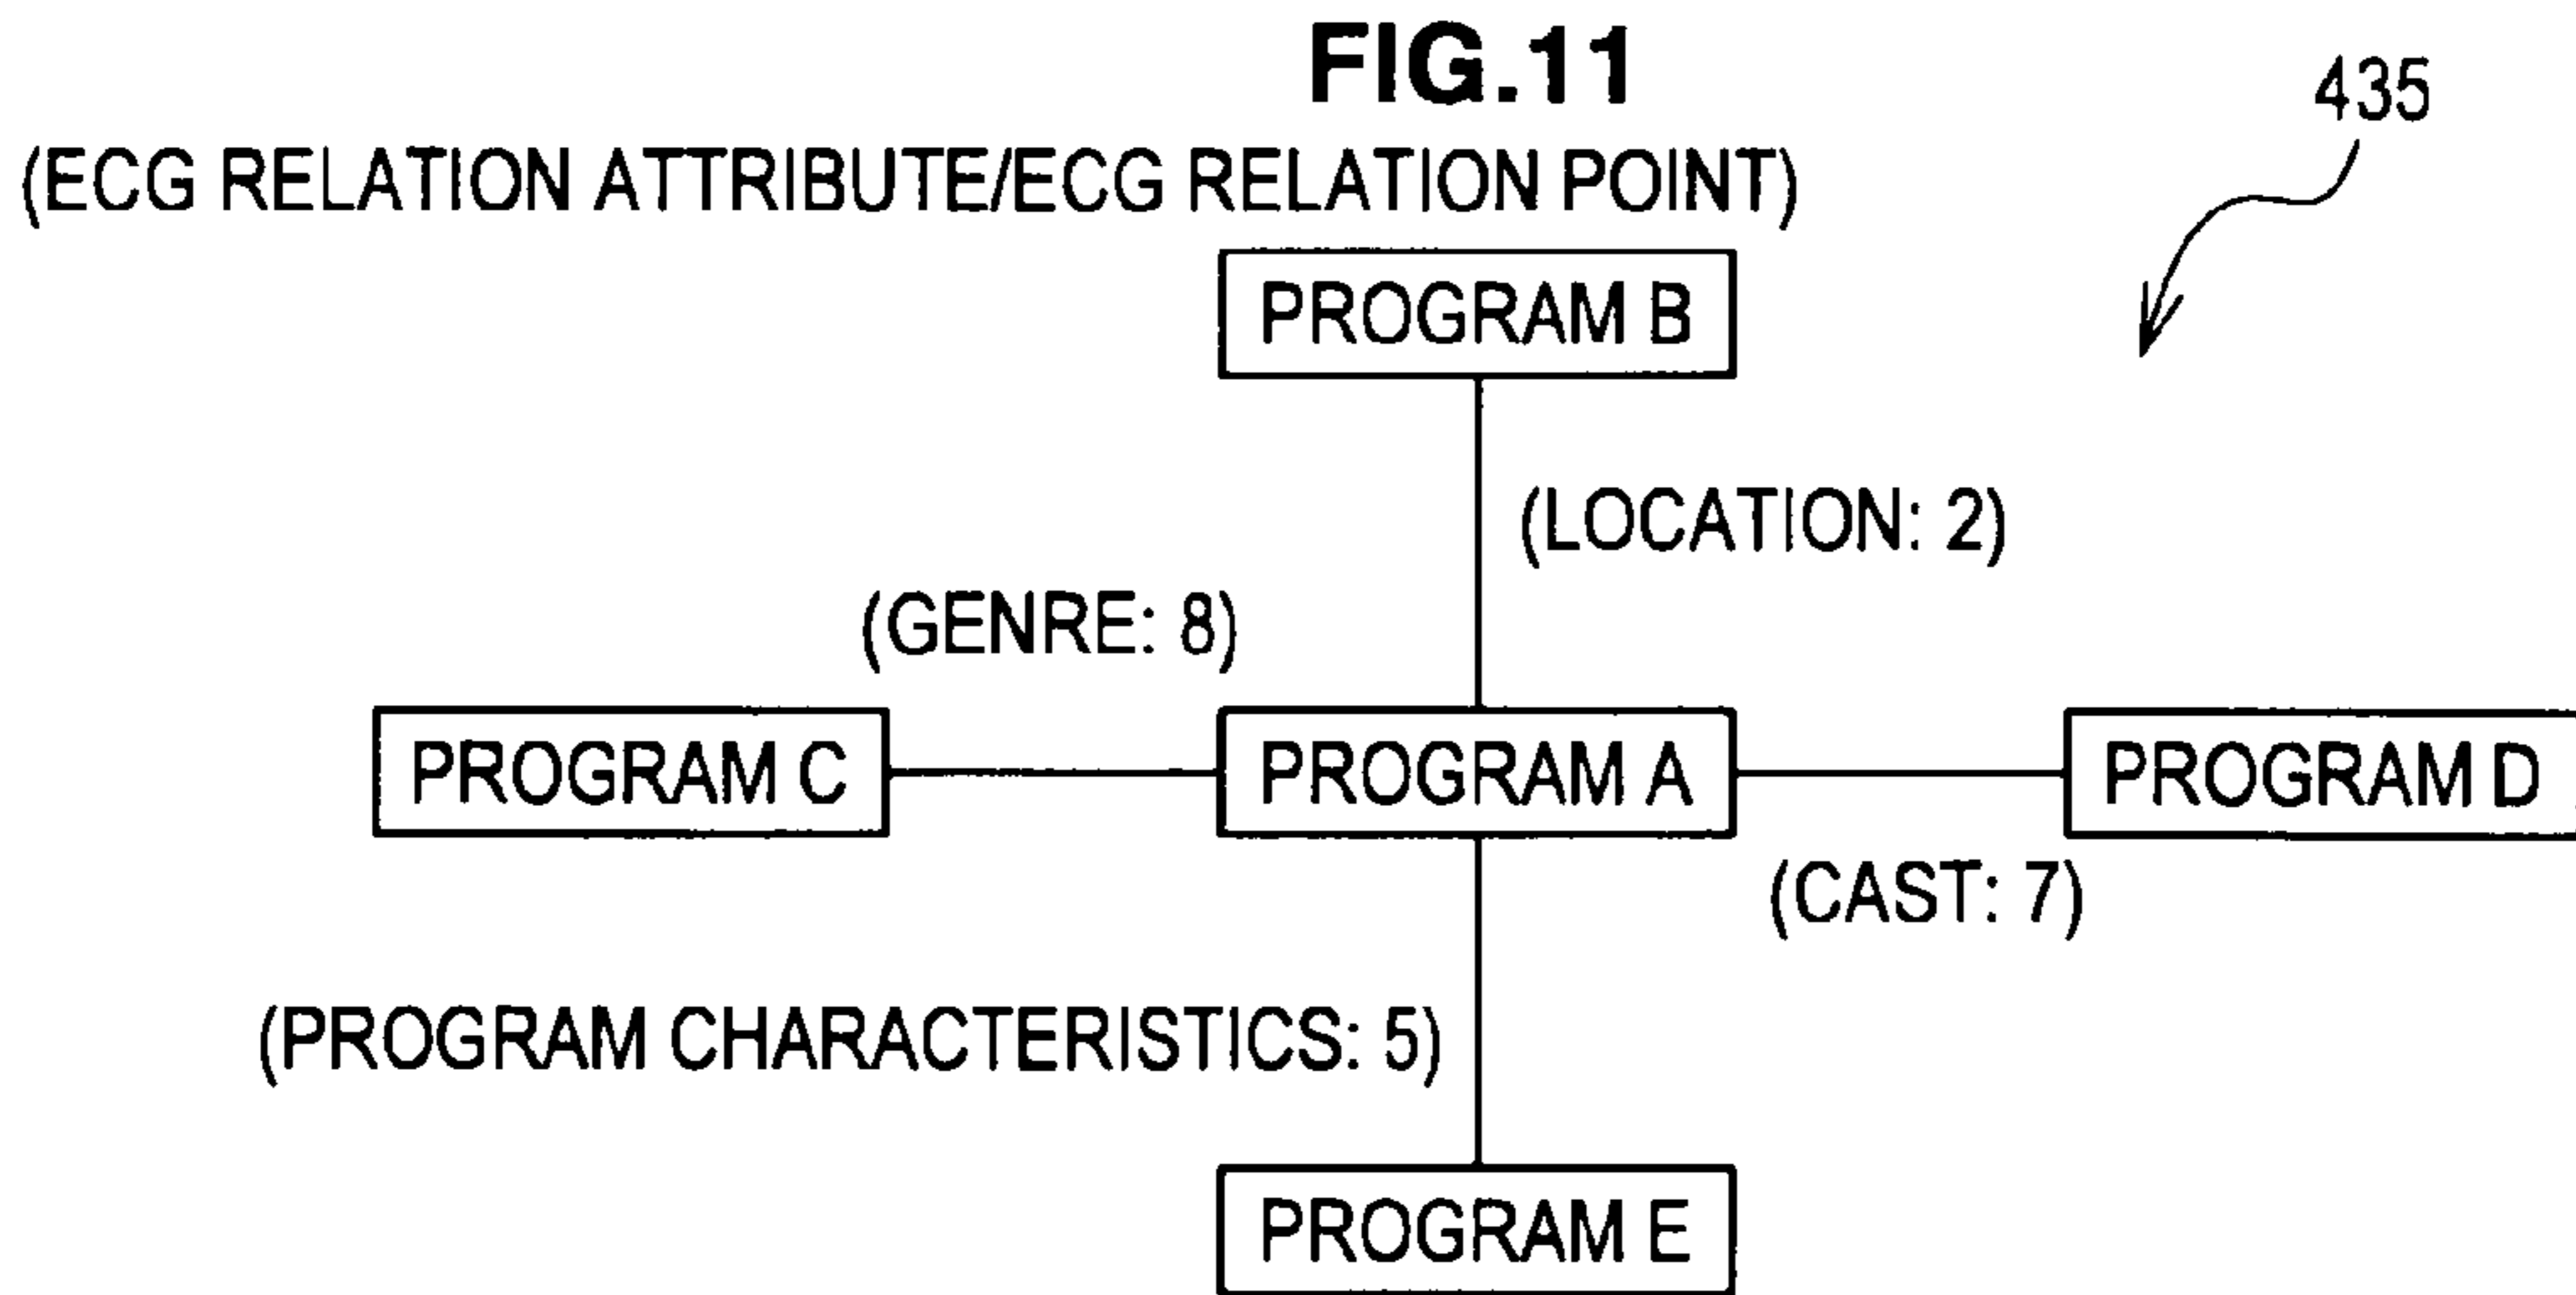 FIG.11
435
(ECG RELATION ATTRIBUTE/ECG RELATION POINT)
PROGRAM B
(LOCATION: 2)
(GENRE: 8)
PROGRAM C
PROGRAM A
PROGRAM D
(CAST: 7)
(PROGRAM CHARACTERISTICS: 5)
PROGRAM E